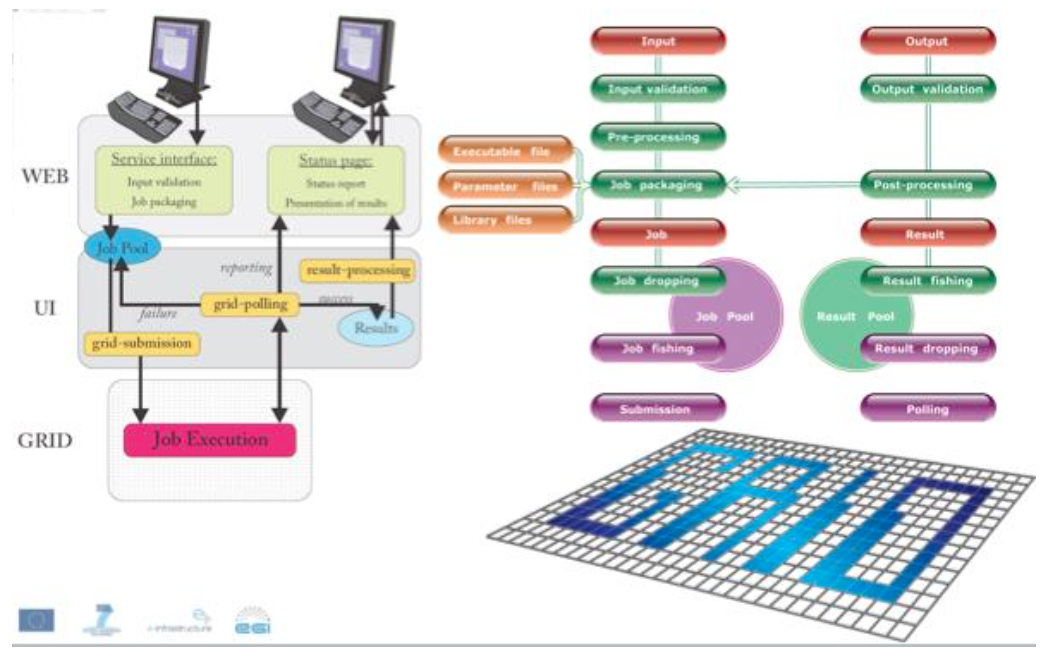 WEB
Service interface:
Input validation
Job packaging
Status page:
Status report
Presentation of results
UI
Job Pool
reporting
result-processing
grid-polling
success
failure
Results
grid-submission
GRID
Job Execution
Input
Output
Input validation
Output validation
Pre-processing
Executable file
Parameter files
Library files
Job packaging
Post-processing
Job
Result
Job dropping
Result fishing
Job Pool
Result Pool
Job fishing
Result dropping
Submission
Polling
GRID
e-infrastructure
eGI